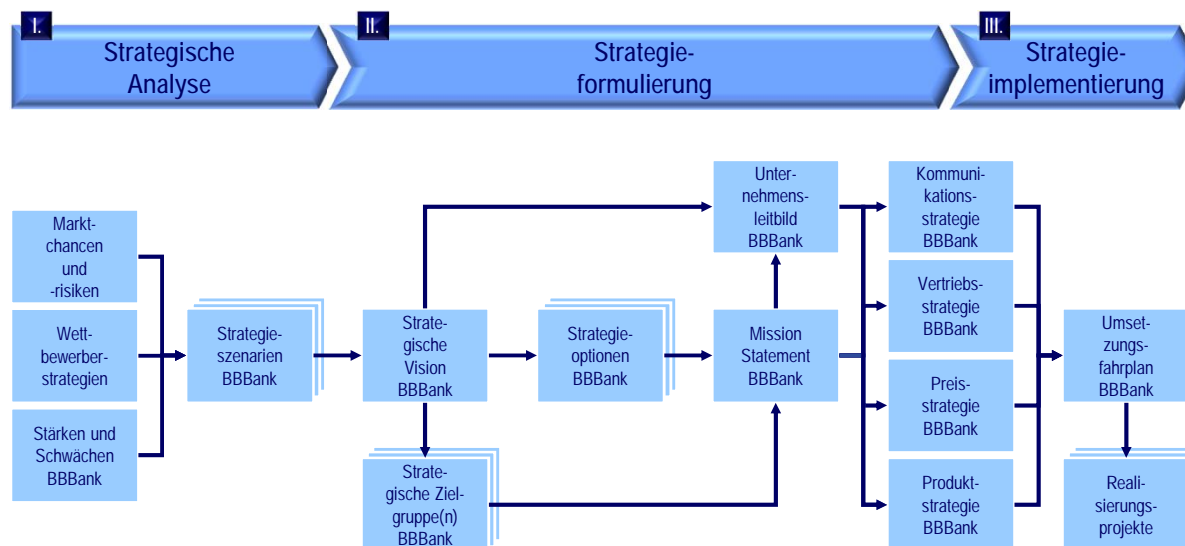 I.
Strategische
Analyse
II.
Strategie-
formulierung
III.
Strategie-
implementierung
Markt-
chancen
und
-risiken
Wett-
bewerber-
strategien
Stärken und
Schwächen
BBBank
Strategie-
szenarien
BBBank
Strate-
gische
Vision
BBBank
Strate-
gische Ziel-
gruppe(n)
BBBank
Strategie-
optionen
BBBank
Unter-
nehmens-
leitbild
BBBank
Mission
Statement
BBBank
Kommuni-
kations-
strategie
BBBank
Vertriebs-
strategie
BBBank
Preis-
strategie
BBBank
Produkt-
strategie
BBBank
Umset-
zungs-
fahrplan
BBBank
Reali-
sierungs-
projekte